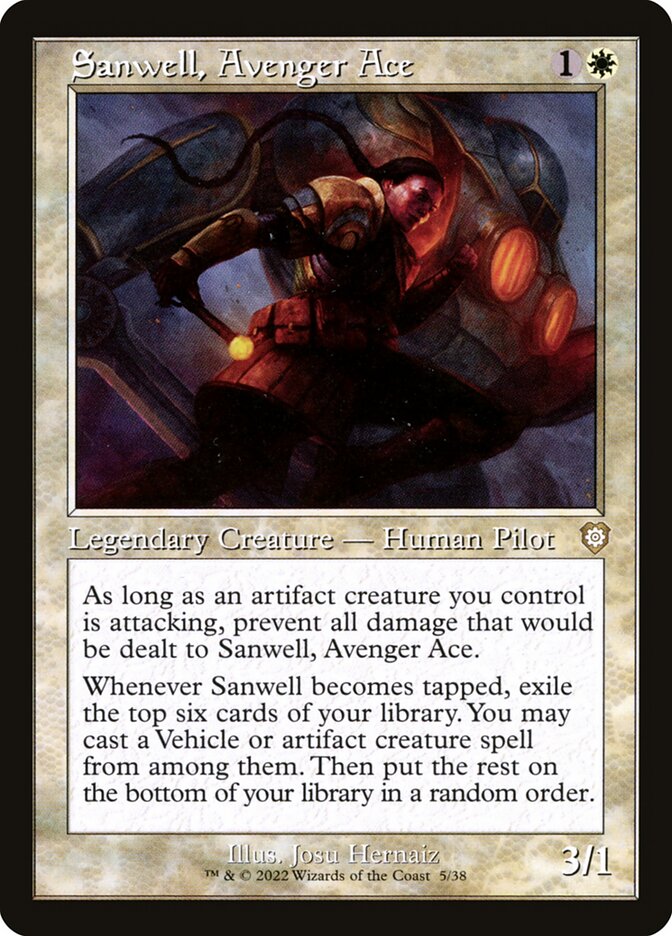 Sanwell, Avenger Ace 1
Legendary Creature — Human Pilot
As long as an artifact creature you control
is attacking, prevent all damage that would
be dealt to Sanwell, Avenger Ace.
Whenever Sanwell becomes tapped, exile
the top six cards of your library. You may
cast a Vehicle or artifact creature spell
from among them. Then put the rest on
the bottom of your library in a random order.
Illus. Josu Hernaiz
3/1
™ & © 2022 Wizards of the Coast 5/38